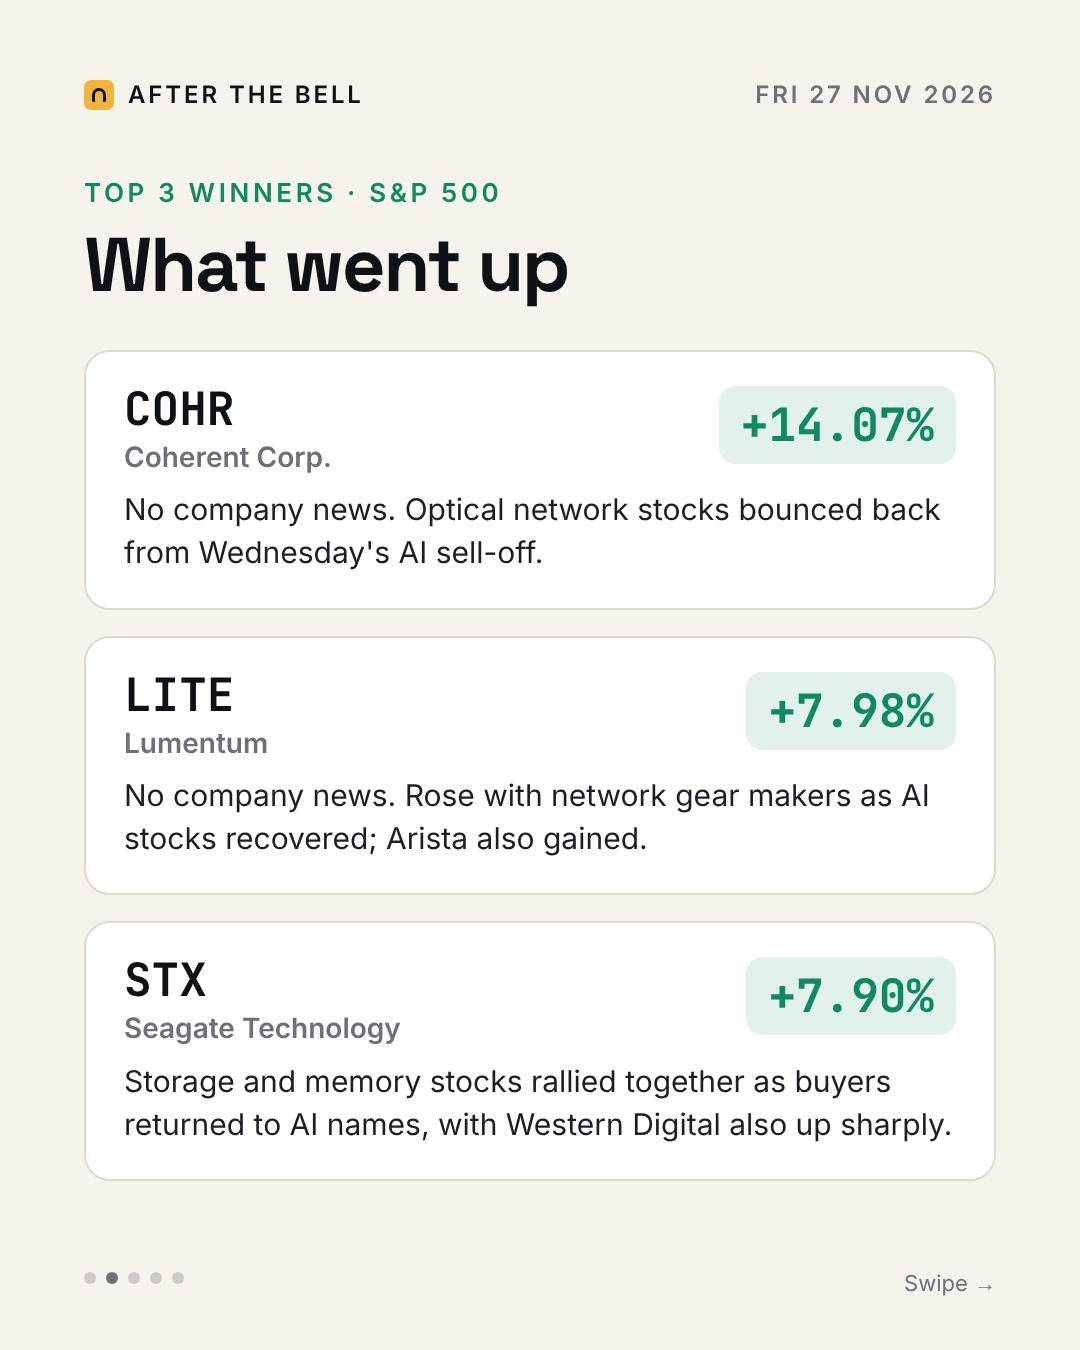 AFTER THE BELL
FRI 27 NOV 2026
TOP 3 WINNERS · S&P 500
What went up
COHR
+14.07%
Coherent Corp.
No company news. Optical network stocks bounced back
from Wednesday's AI sell-off.
LITE
+7.98%
Lumentum
No company news. Rose with network gear makers as AI
stocks recovered; Arista also gained.
STX
+7.90%
Seagate Technology
Storage and memory stocks rallied together as buyers
returned to AI names, with Western Digital also up sharply.
Swipe →